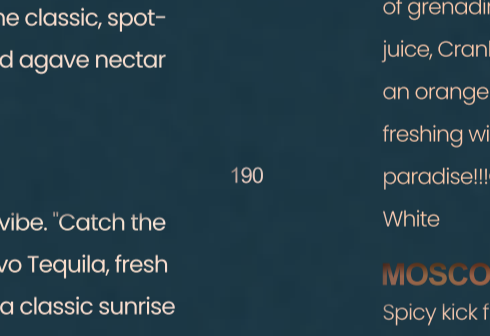 ne classic, spot-
d agave nectar
190
vibe. "Catch the
vo Tequila, fresh
a classic sunrise
of grenadi
juice, Cran
an orange
freshing wi
paradise!!!
White
MOSCO
Spicy kick f